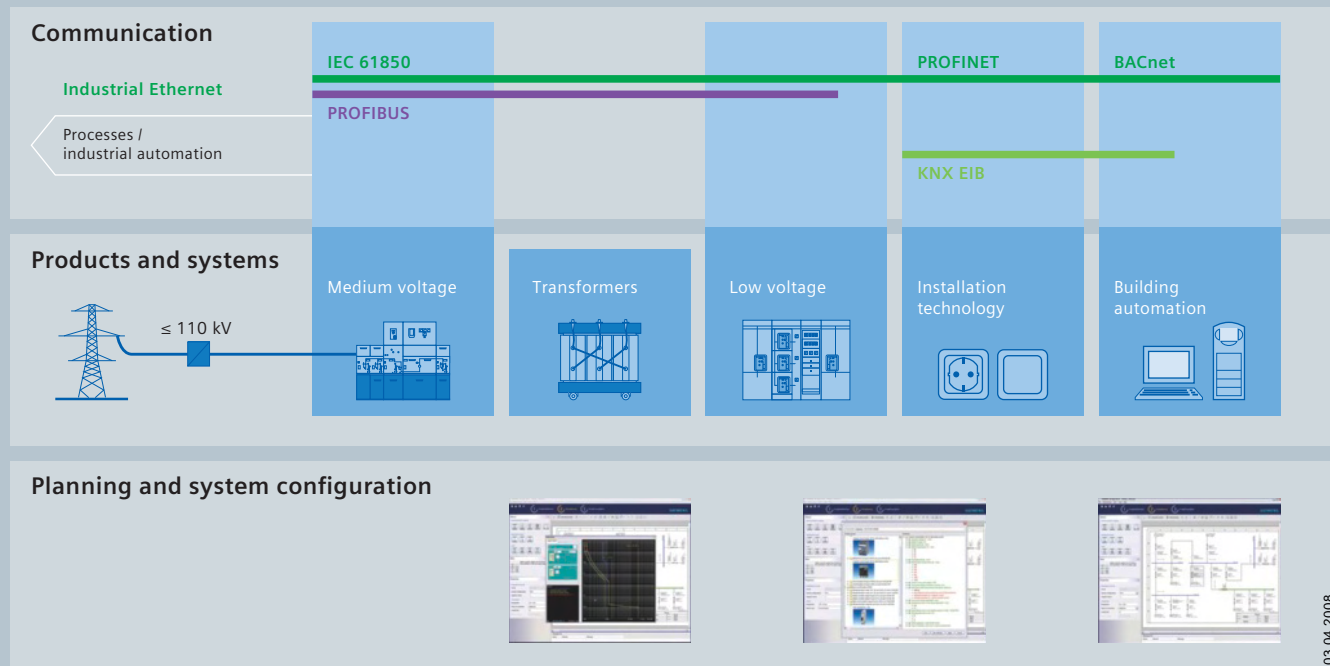 Communication
IEC 61850
PROFINET
BACnet
Industrial Ethernet
PROFIBUS
Processes /
industrial automation
KNX EIB
Products and systems
Medium voltage
Transformers
Low voltage
Installation
technology
Building
automation
≤ 110 kV
Planning and system configuration
03.04.2008